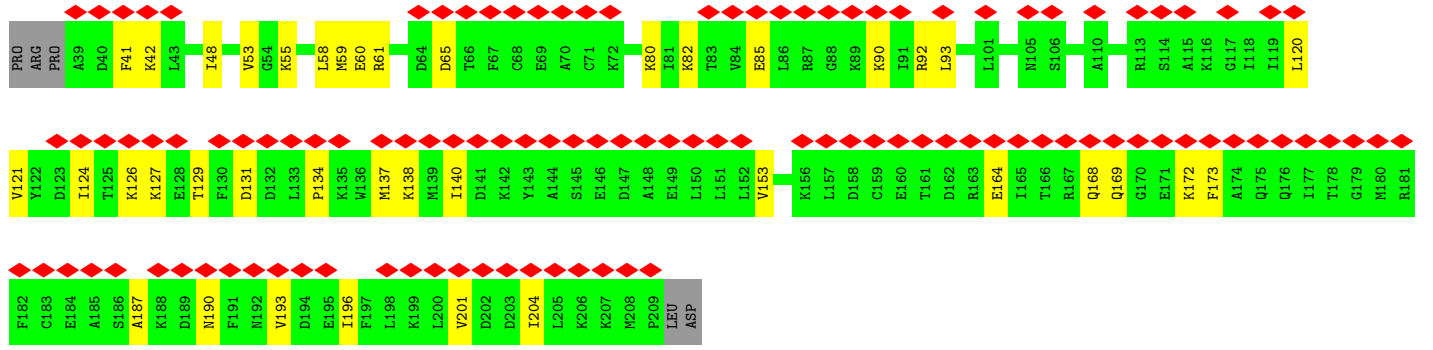 PRO ARG PRO A39 D40 F41 K42 L43 I48 V53 G54 K55 L58 M59 E60 R61 D64 D65 T66 F67 C68 E69 A70 C71 K72 K80 I81 K82 T83 V84 E85 L86 R87 G88 K89 K90 I91 R92 L93 L101 N105 S106 A110 R113 S114 A115 K116 G117 I118 I119 L120
V121 Y122 D123 I124 T125 K126 K127 E128 T129 F130 D131 D132 L133 P134 K135 W136 M137 K138 M139 I140 D141 K142 Y143 A144 S145 E146 D147 A148 E149 L150 L151 L152 V153 K156 L157 D158 C159 E160 T161 D162 R163 E164 I165 T166 R167 Q168 Q169 G170 E171 K172 F173 A174 Q175 Q176 I177 T178 G179 M180 R181
F182 C183 E184 A185 S186 A187 K188 D189 N190 F191 N192 V193 D194 E195 I196 F197 L198 K199 L200 V201 D202 D203 I204 L205 K206 K207 M208 P209 LEU ASP